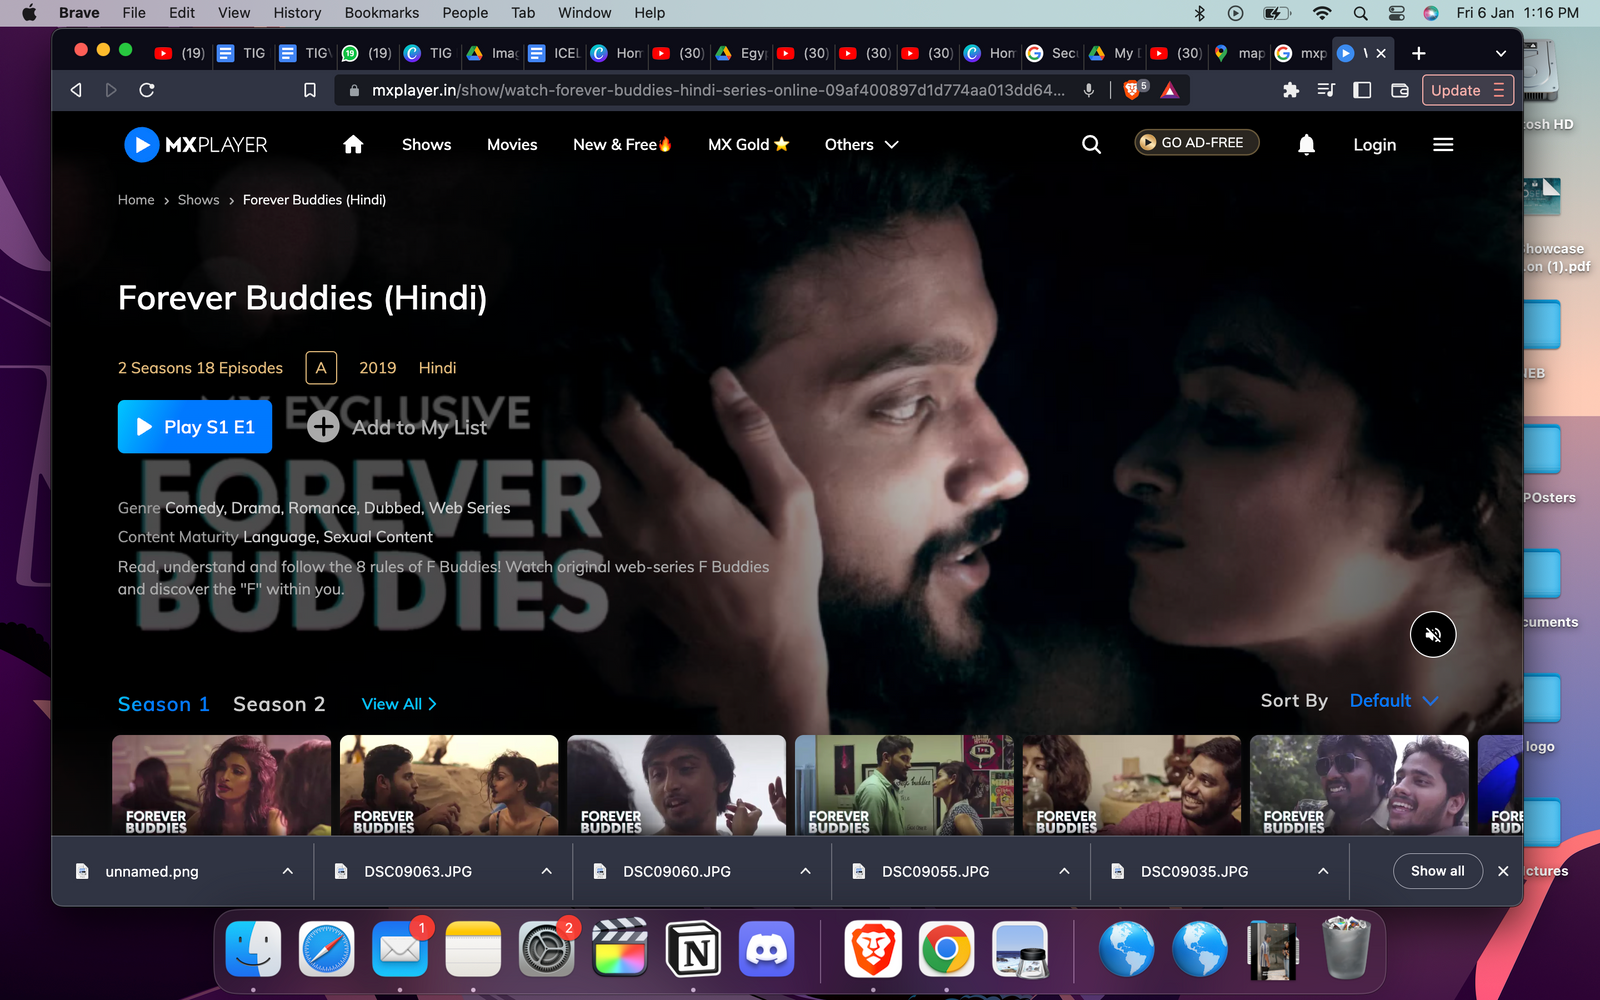 Brave File Edit View History Bookmarks People Tab Window Help Fri 6 Jan 1:16 PM
(19) TIG TIG 19 (19) TIG Ima ICE Hon (30) Egy (30) (30) (30) Hon Sec My (30) map mxp
mxplayer.in/show/watch-forever-buddies-hindi-series-online-09af400897d1d774aa013dd64... 5 Update
MXPLAYER Shows Movies New & Free MX Gold Others GO AD-FREE Login
Home > Shows > Forever Buddies (Hindi)
Forever Buddies (Hindi)
2 Seasons 18 Episodes A 2019 Hindi
MX EXCLUSIVE
Play S1 E1 Add to My List
FOREVER
BUDDIES
Genre Comedy, Drama, Romance, Dubbed, Web Series
Content Maturity Language, Sexual Content
Read, understand and follow the 8 rules of F Buddies! Watch original web-series F Buddies
and discover the "F" within you.
Season 1 Season 2 View All Sort By Default
FOREVER BUDDIES
FOREVER BUDDIES
FOREVER BUDDIES
FOREVER BUDDIES
FOREVER BUDDIES
FOREVER BUDDIES
unnamed.png DSC09063.JPG DSC09060.JPG DSC09055.JPG DSC09035.JPG Show all
tosh HD
howcase
on (1).pdf
POsters
cuments
logo
ctures
1 2